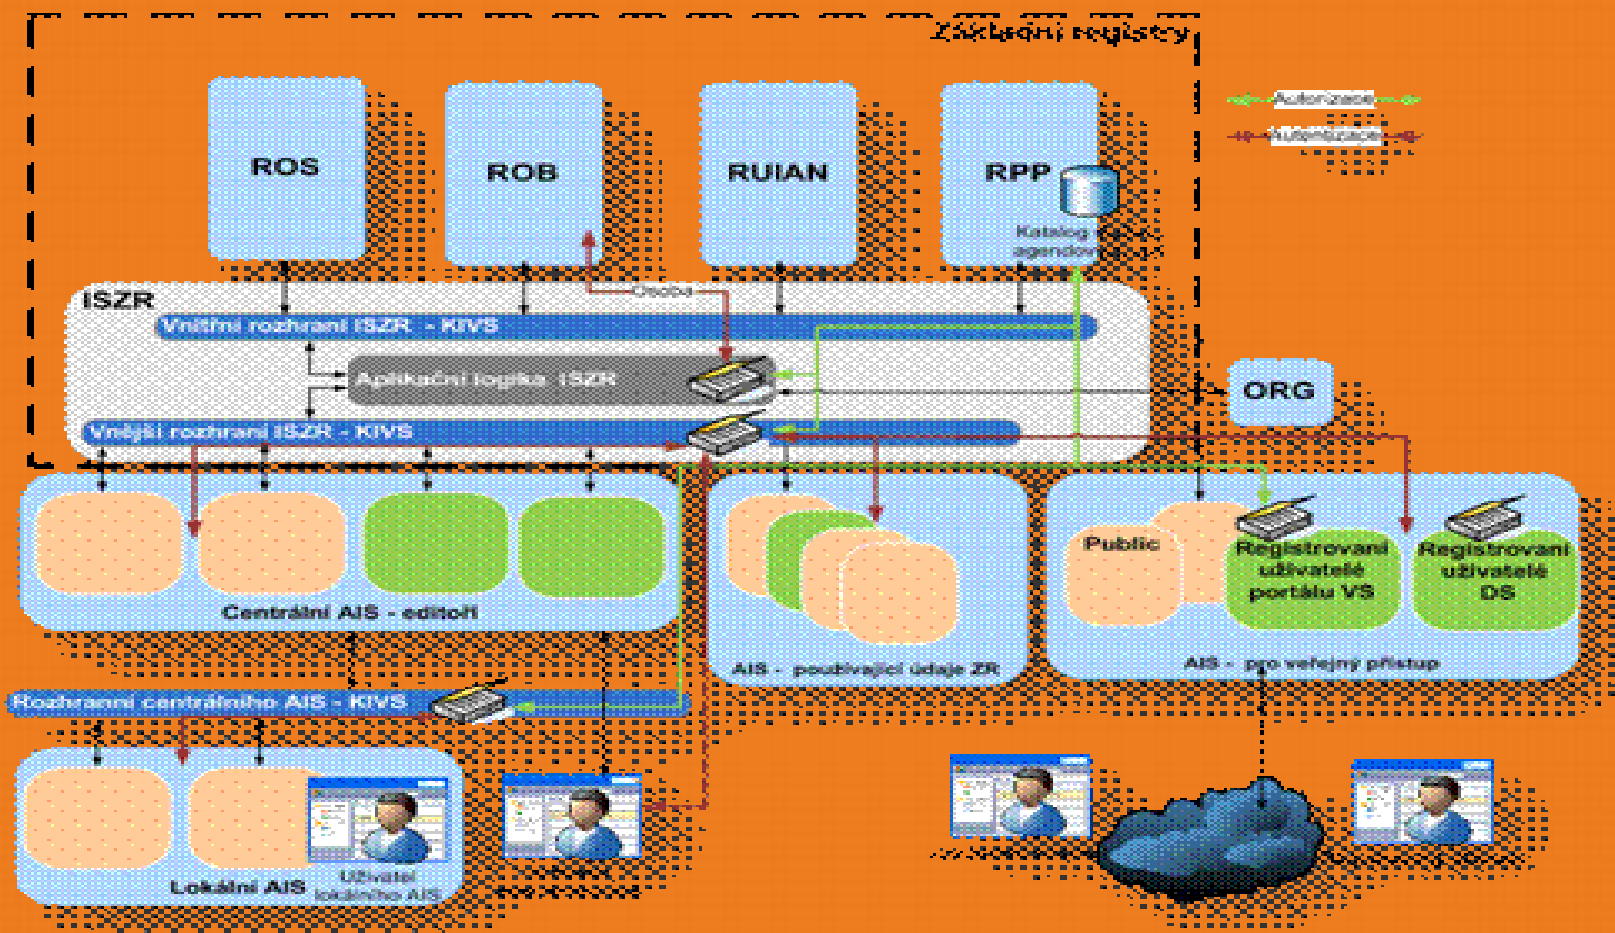 Základní registry
Autorizace
Autentizace
ROS
ROB
RUIAN
RPP
Katalog
agendov
ISZR
Osoba
Vnitřní rozhraní ISZR - KIVS
Aplikační logika ISZR
ORG
Vnější rozhraní ISZR - KIVS
Public
Registrovaní
uživatelé
portálu VS
Registrovaní
uživatelé
DS
Centrální AIS - editoři
AIS - používající údaje ZR
AIS - pro veřejný přístup
Rozhranní centrálního AIS - KIVS
Lokální AIS
Uživatel
lokálního AIS